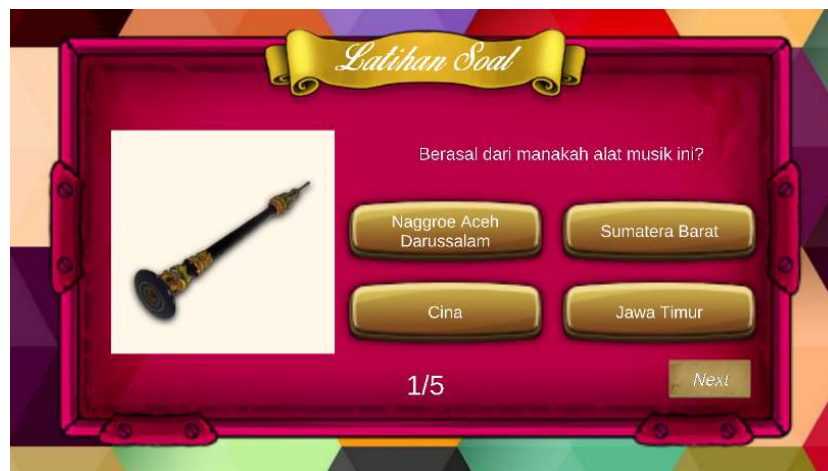 Latihan Soal
Berasal dari manakah alat musik ini?
Naggroe Aceh
Darussalam
Sumatera Barat
Cina
Jawa Timur
1/5
Next